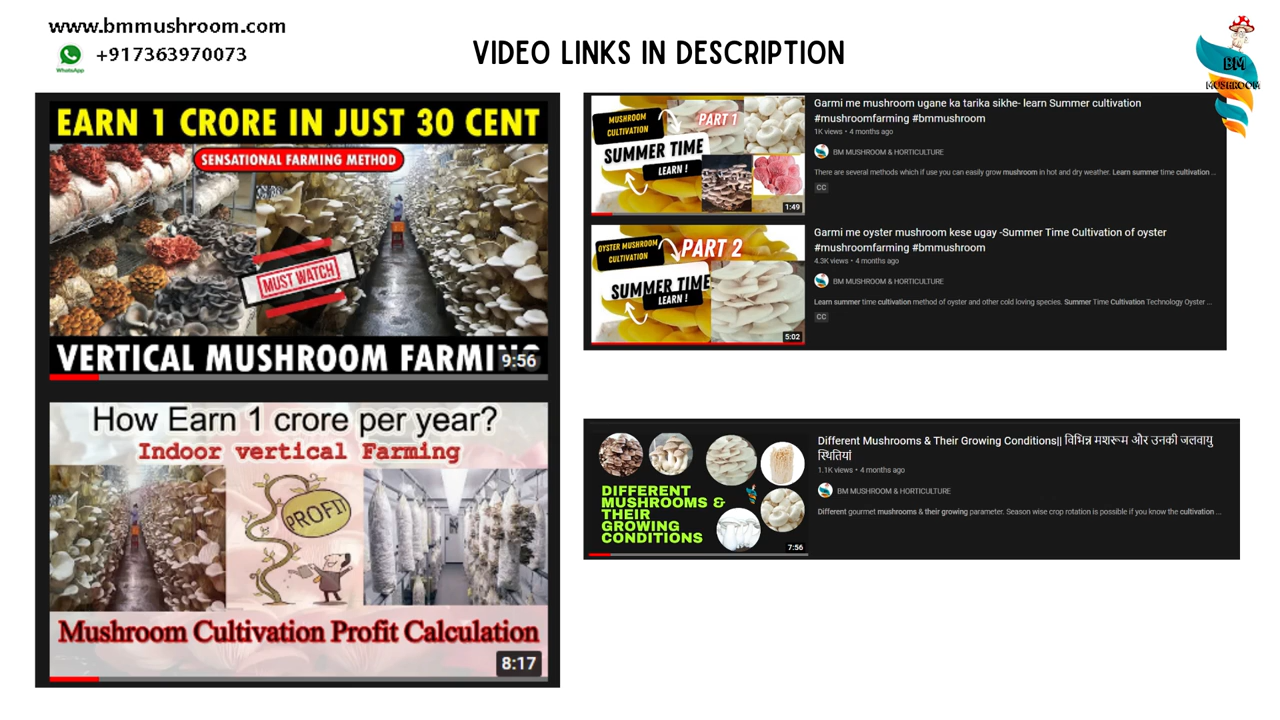 www.bmmushroom.com
WhatsApp
+917363970073
VIDEO LINKS IN DESCRIPTION
BM
MUSHROOM
EARN 1 CRORE IN JUST 30 CENT
SENSATIONAL FARMING METHOD
MUST WATCH
VERTICAL MUSHROOM FARMING
9:56
How Earn 1 crore per year?
Indoor vertical Farming
PROFIT
Mushroom Cultivation Profit Calculation
8:17
MUSHROOM
CULTIVATION
PART 1
SUMMER TIME
LEARN !
1:49
Garmi me mushroom ugane ka tarika sikhe- learn Summer cultivation
#mushroomfarming #bmmushroom
1K views • 4 months ago
BM MUSHROOM & HORTICULTURE
There are several methods which if use you can easily grow mushroom in hot and dry weather. Learn summer time cultivation ...
CC
OYSTER MUSHROOM
CULTIVATION
PART 2
SUMMER TIME
LEARN !
5:02
Garmi me oyster mushroom kese ugay -Summer Time Cultivation of oyster
#mushroomfarming #bmmushroom
4.3K views • 4 months ago
BM MUSHROOM & HORTICULTURE
Learn summer time cultivation method of oyster and other cold loving species. Summer Time Cultivation Technology Oyster ...
CC
DIFFERENT
MUSHROOMS &
THEIR
GROWING
CONDITIONS
7:56
Different Mushrooms & Their Growing Conditions|| विभिन्न मशरूम और उनकी जलवायु
स्थितियां
1.1K views • 4 months ago
BM MUSHROOM & HORTICULTURE
Different gourmet mushrooms & their growing parameter. Season wise crop rotation is possible if you know the cultivation ...